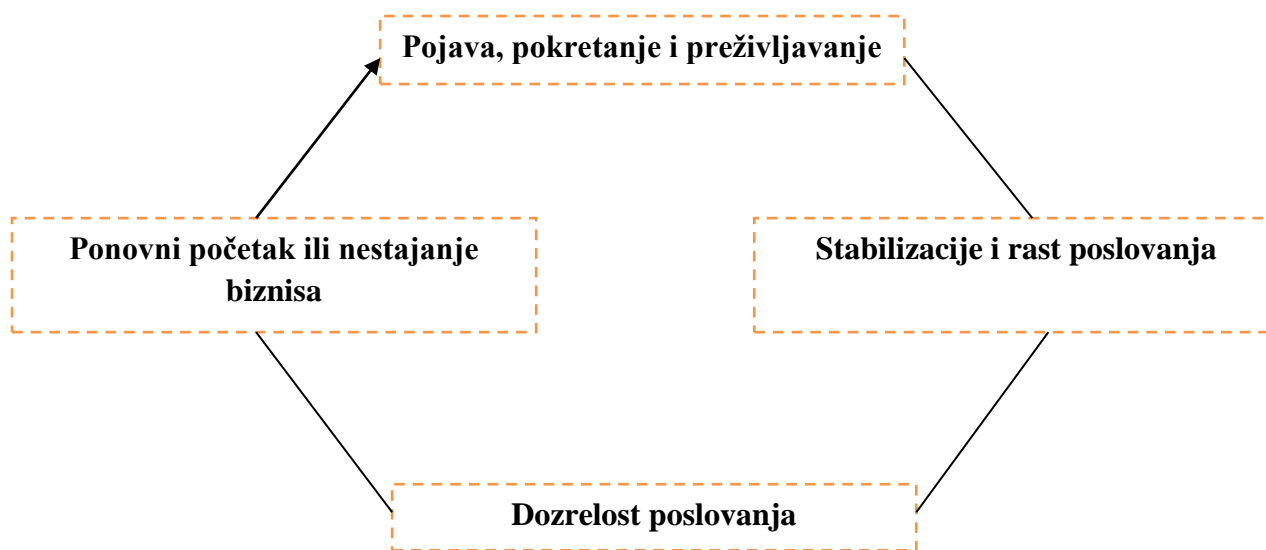 Pojava, pokretanje i preživljavanje
Ponovni početak ili nestajanje
biznisa
Stabilizacije i rast poslovanja
Dozrelost poslovanja